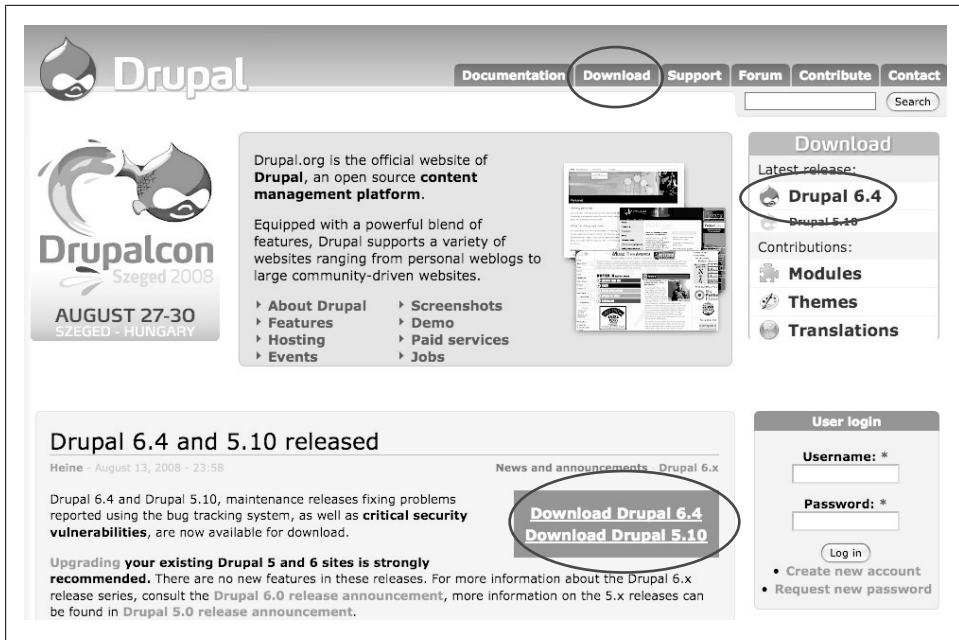 Drupal
Documentation Download Support Forum Contribute Contact
Search
Drupalcon
Szeged 2008
AUGUST 27-30
SZEGED - HUNGARY
Drupal.org is the official website of
Drupal, an open source content
management platform.
Equipped with a powerful blend of
features, Drupal supports a variety of
websites ranging from personal weblogs to
large community-driven websites.
About Drupal
Features
Hosting
Events
Screenshots
Demo
Paid services
Jobs
Download
Latest release:
Drupal 6.4
Drupal 5.10
Contributions:
Modules
Themes
Translations
Drupal 6.4 and 5.10 released
Heine - August 13, 2008 - 23:58
News and announcements · Drupal 6.x
Drupal 6.4 and Drupal 5.10, maintenance releases fixing problems
reported using the bug tracking system, as well as critical security
vulnerabilities, are now available for download.
Download Drupal 6.4
Download Drupal 5.10
Upgrading your existing Drupal 5 and 6 sites is strongly
recommended. There are no new features in these releases. For more information about the Drupal 6.x
release series, consult the Drupal 6.0 release announcement, more information on the 5.x releases can
be found in Drupal 5.0 release announcement.
User login
Username: *
Password: *
Log in
Create new account
Request new password